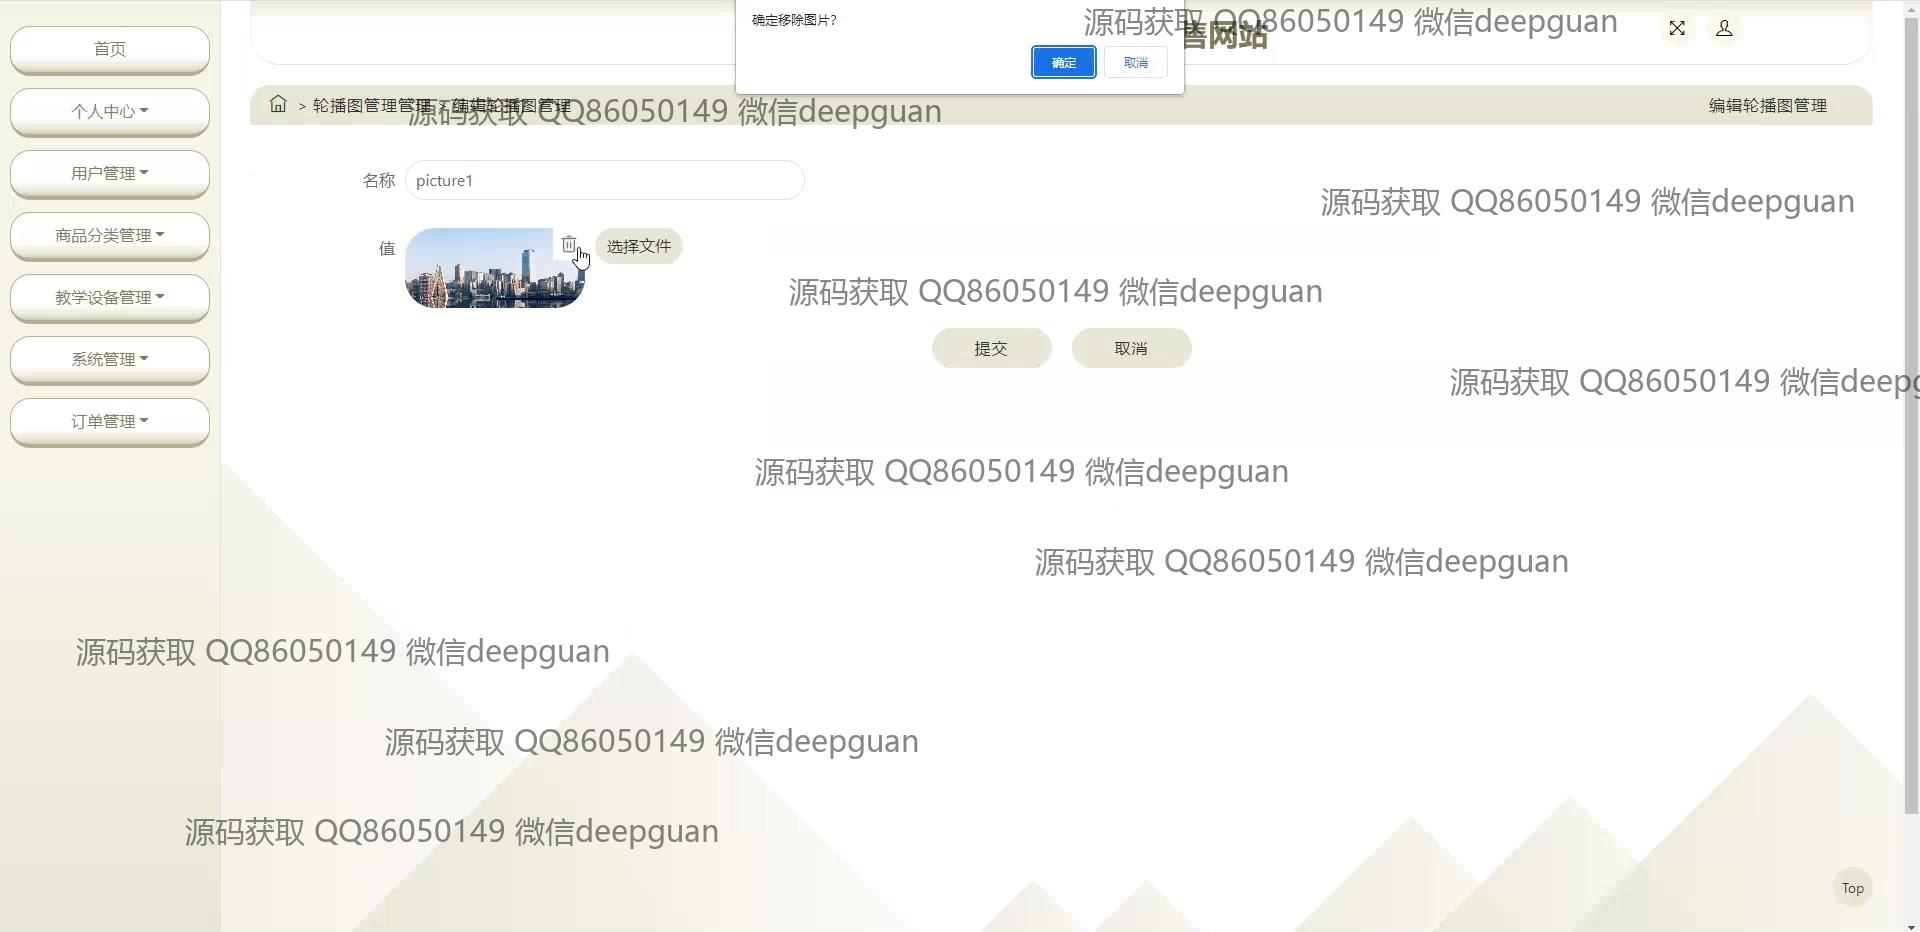 确定移除图片?
确定
取消
源码获取 QQ86050149 微信deepguan
售网站
首页
个人中心
用户管理
商品分类管理
教学设备管理
系统管理
订单管理
> 轮播图管理管理 > 编辑轮播图管理
编辑轮播图管理
源码获取 QQ86050149 微信deepguan
名称
picture1
源码获取 QQ86050149 微信deepguan
值
选择文件
源码获取 QQ86050149 微信deepguan
提交
取消
源码获取 QQ86050149 微信deepg
源码获取 QQ86050149 微信deepguan
源码获取 QQ86050149 微信deepguan
源码获取 QQ86050149 微信deepguan
源码获取 QQ86050149 微信deepguan
源码获取 QQ86050149 微信deepguan
Top